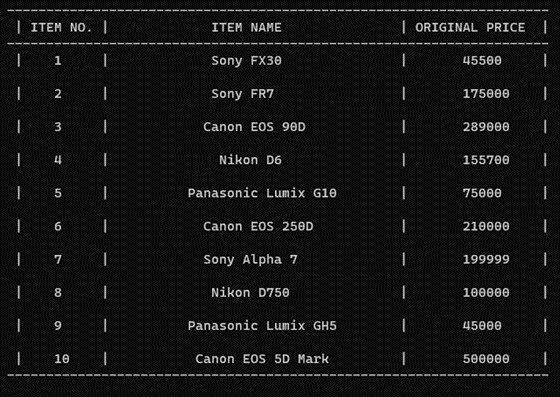 | ITEM NO. | ITEM NAME | ORIGINAL PRICE |
| 1 | Sony FX30 | 45500 |
| 2 | Sony FR7 | 175000 |
| 3 | Canon EOS 90D | 289000 |
| 4 | Nikon D6 | 155700 |
| 5 | Panasonic Lumix G10 | 75000 |
| 6 | Canon EOS 250D | 210000 |
| 7 | Sony Alpha 7 | 199999 |
| 8 | Nikon D750 | 100000 |
| 9 | Panasonic Lumix GH5 | 45000 |
| 10 | Canon EOS 5D Mark | 500000 |